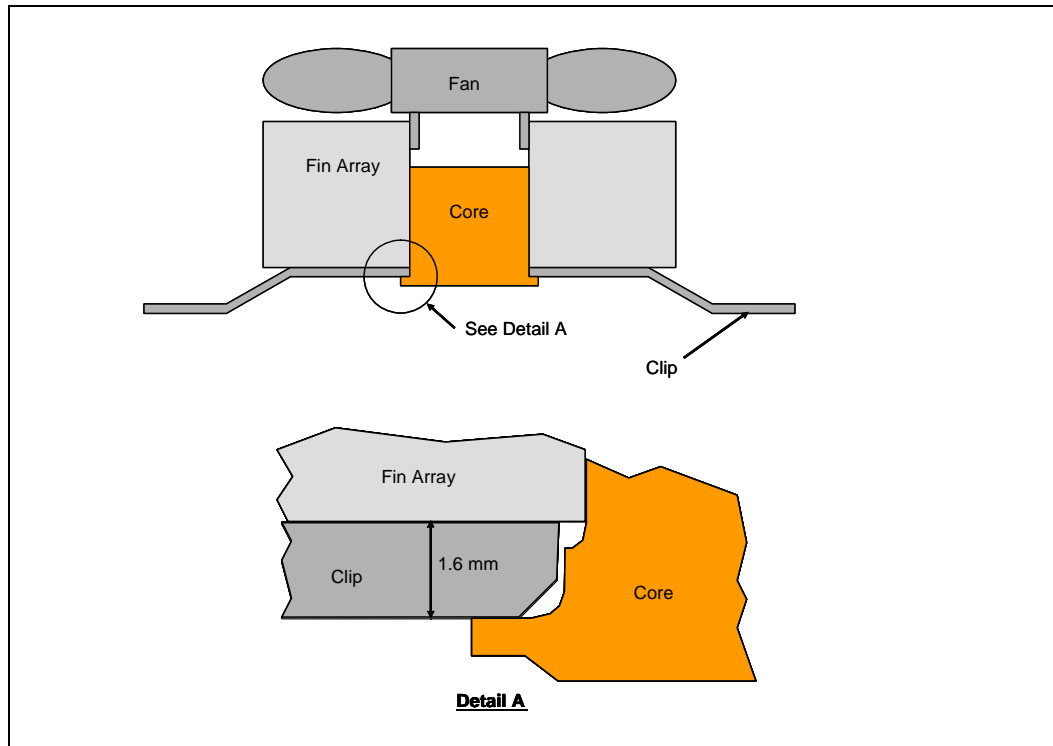 Fan
Fin Array
Core
See Detail A
Clip
Fin Array
1.6 mm
Clip
Core
Detail A